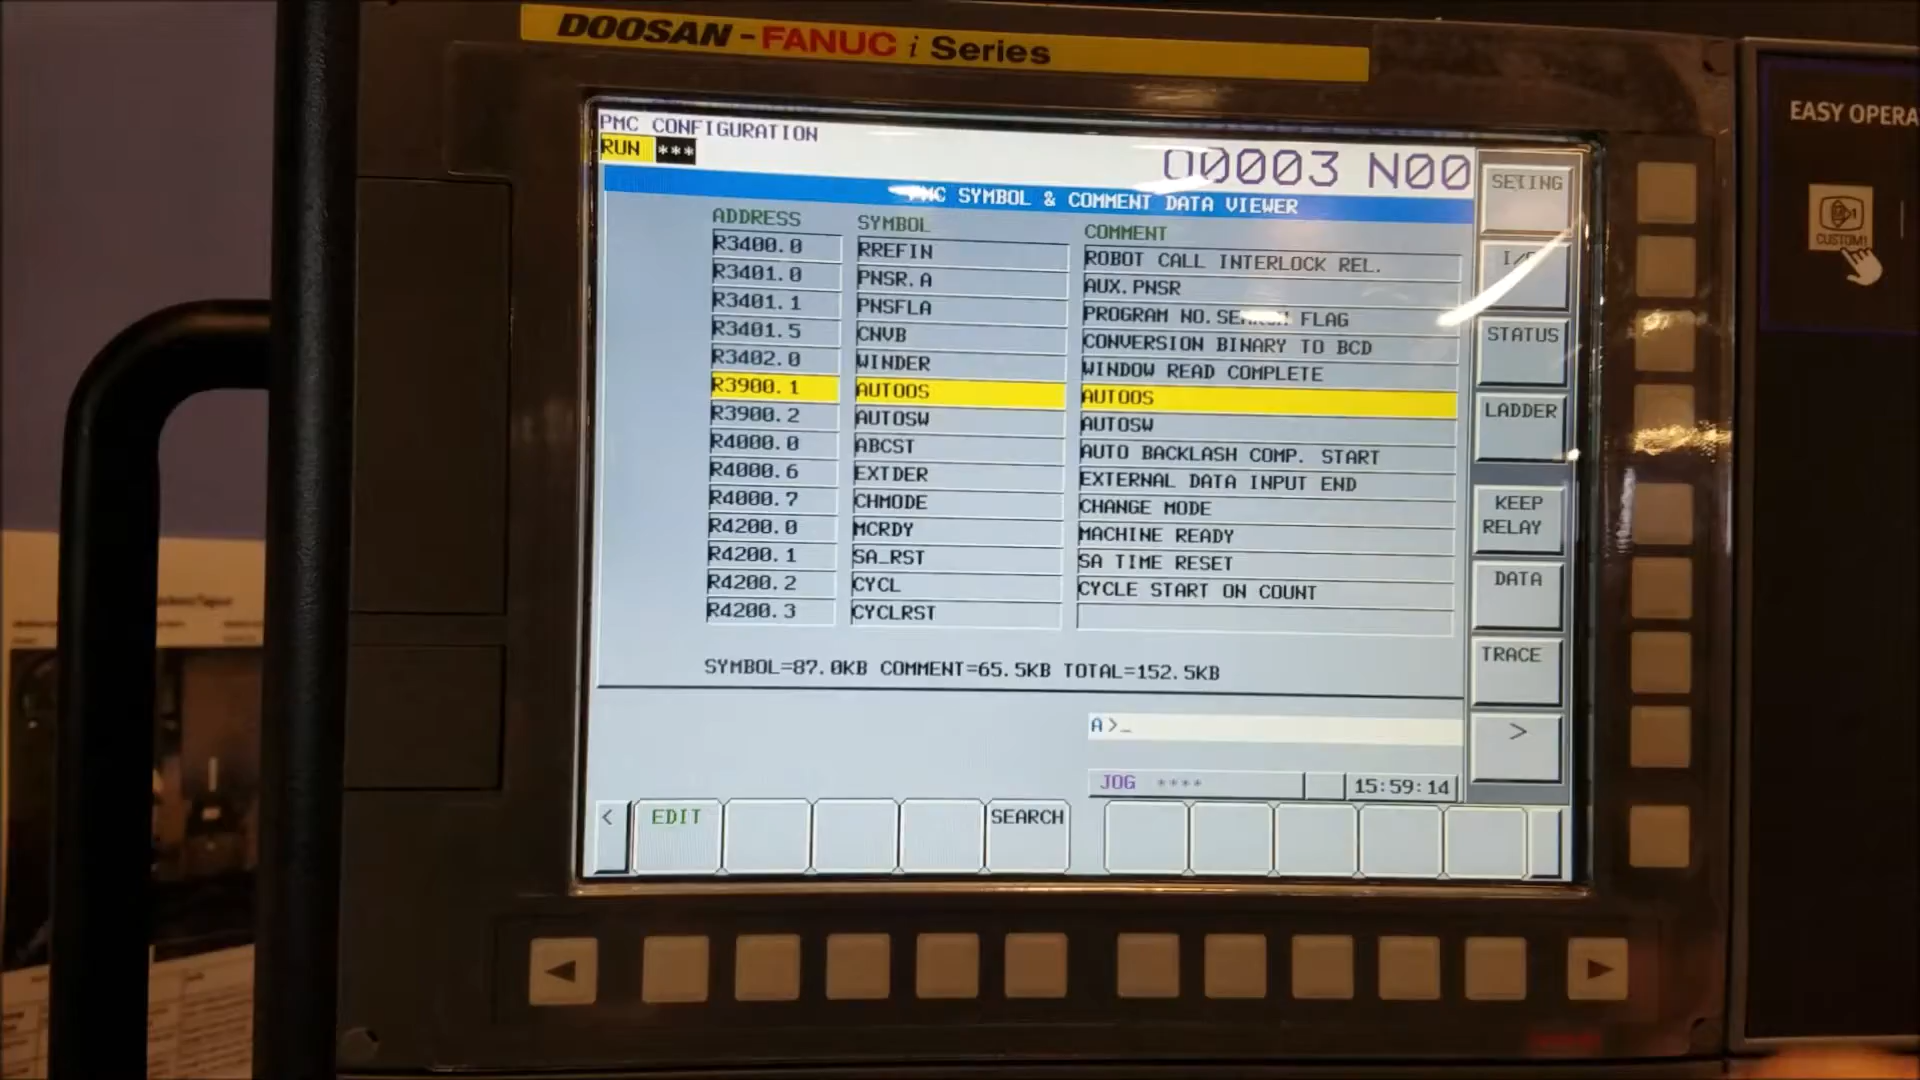 DOOSAN-FANUC i Series
PMC CONFIGURATION
RUN ***
O0003 N00
PMC SYMBOL & COMMENT DATA VIEWER
ADDRESS SYMBOL COMMENT
R3400.0 RREFIN ROBOT CALL INTERLOCK REL.
R3401.0 PNSR.A AUX.PNSR
R3401.1 PNSFLA PROGRAM NO.SEARCH FLAG
R3401.5 CNVB CONVERSION BINARY TO BCD
R3402.0 WINDER WINDOW READ COMPLETE
R3900.1 AUTOOS AUTOOS
R3900.2 AUTOSW AUTOSW
R4000.0 ABCST AUTO BACKLASH COMP. START
R4000.6 EXTDER EXTERNAL DATA INPUT END
R4000.7 CHMODE CHANGE MODE
R4200.0 MCRDY MACHINE READY
R4200.1 SA_RST SA TIME RESET
R4200.2 CYCL CYCLE START ON COUNT
R4200.3 CYCLRST
SYMBOL=87.0KB COMMENT=65.5KB TOTAL=152.5KB
A>_
JOG **** 15:59:14
< EDIT SEARCH
SETING
STATUS
LADDER
KEEP
RELAY
DATA
TRACE
>
EASY OPERA
CUSTOM1